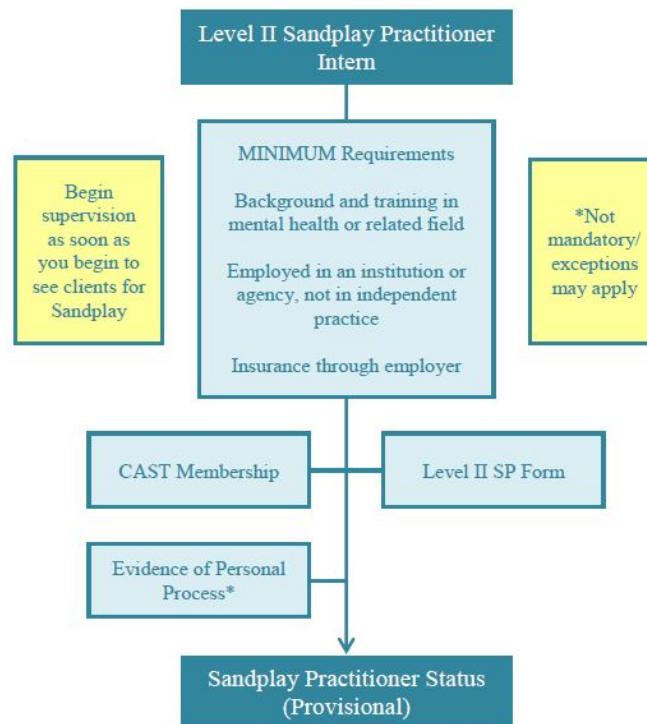 Level II Sandplay Practitioner
Intern
Begin
supervision
as soon as
you begin to
see clients for
Sandplay
MINIMUM Requirements
Background and training in
mental health or related field
Employed in an institution or
agency, not in independent
practice
Insurance through employer
*Not
mandatory/
exceptions
may apply
CAST Membership
Level II SP Form
Evidence of Personal
Process*
Sandplay Practitioner Status
(Provisional)